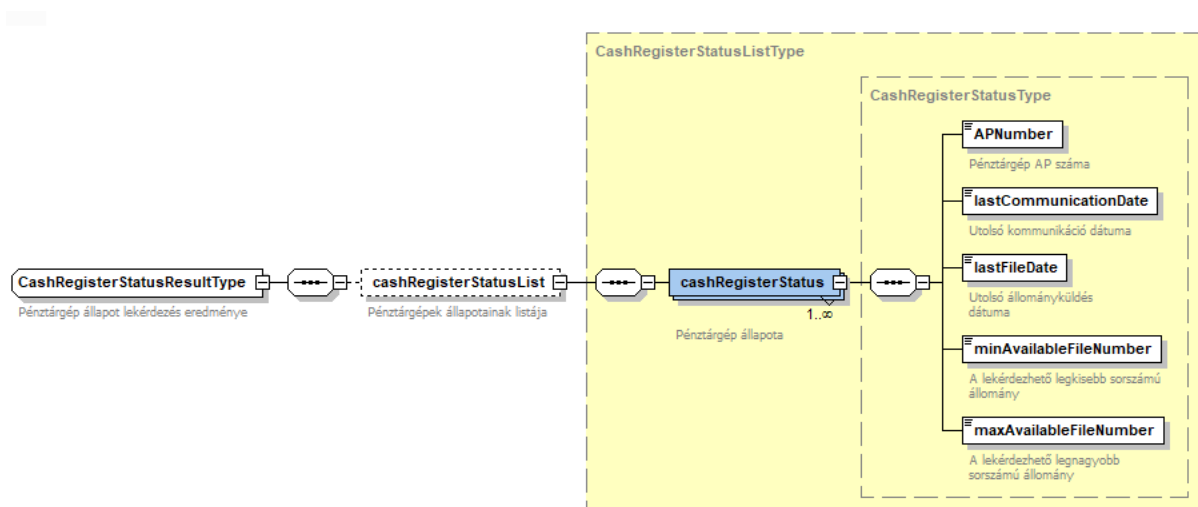 CashRegisterStatusListType
CashRegisterStatusType
APNumber
Pénztárgép AP száma
lastCommunicationDate
Utolsó kommunikáció dátuma
lastFileDate
Utolsó állományküldés
dátuma
CashRegisterStatusResultType
Pénztárgép állapot lekérdezés eredménye
cashRegisterStatusList
Pénztárgépek állapotainak listája
cashRegisterStatus
1..∞
Pénztárgép állapota
minAvailableFileNumber
A lekérdezhető legkisebb sorszámú
állomány
maxAvailableFileNumber
A lekérdezhető legnagyobb
sorszámú állomány